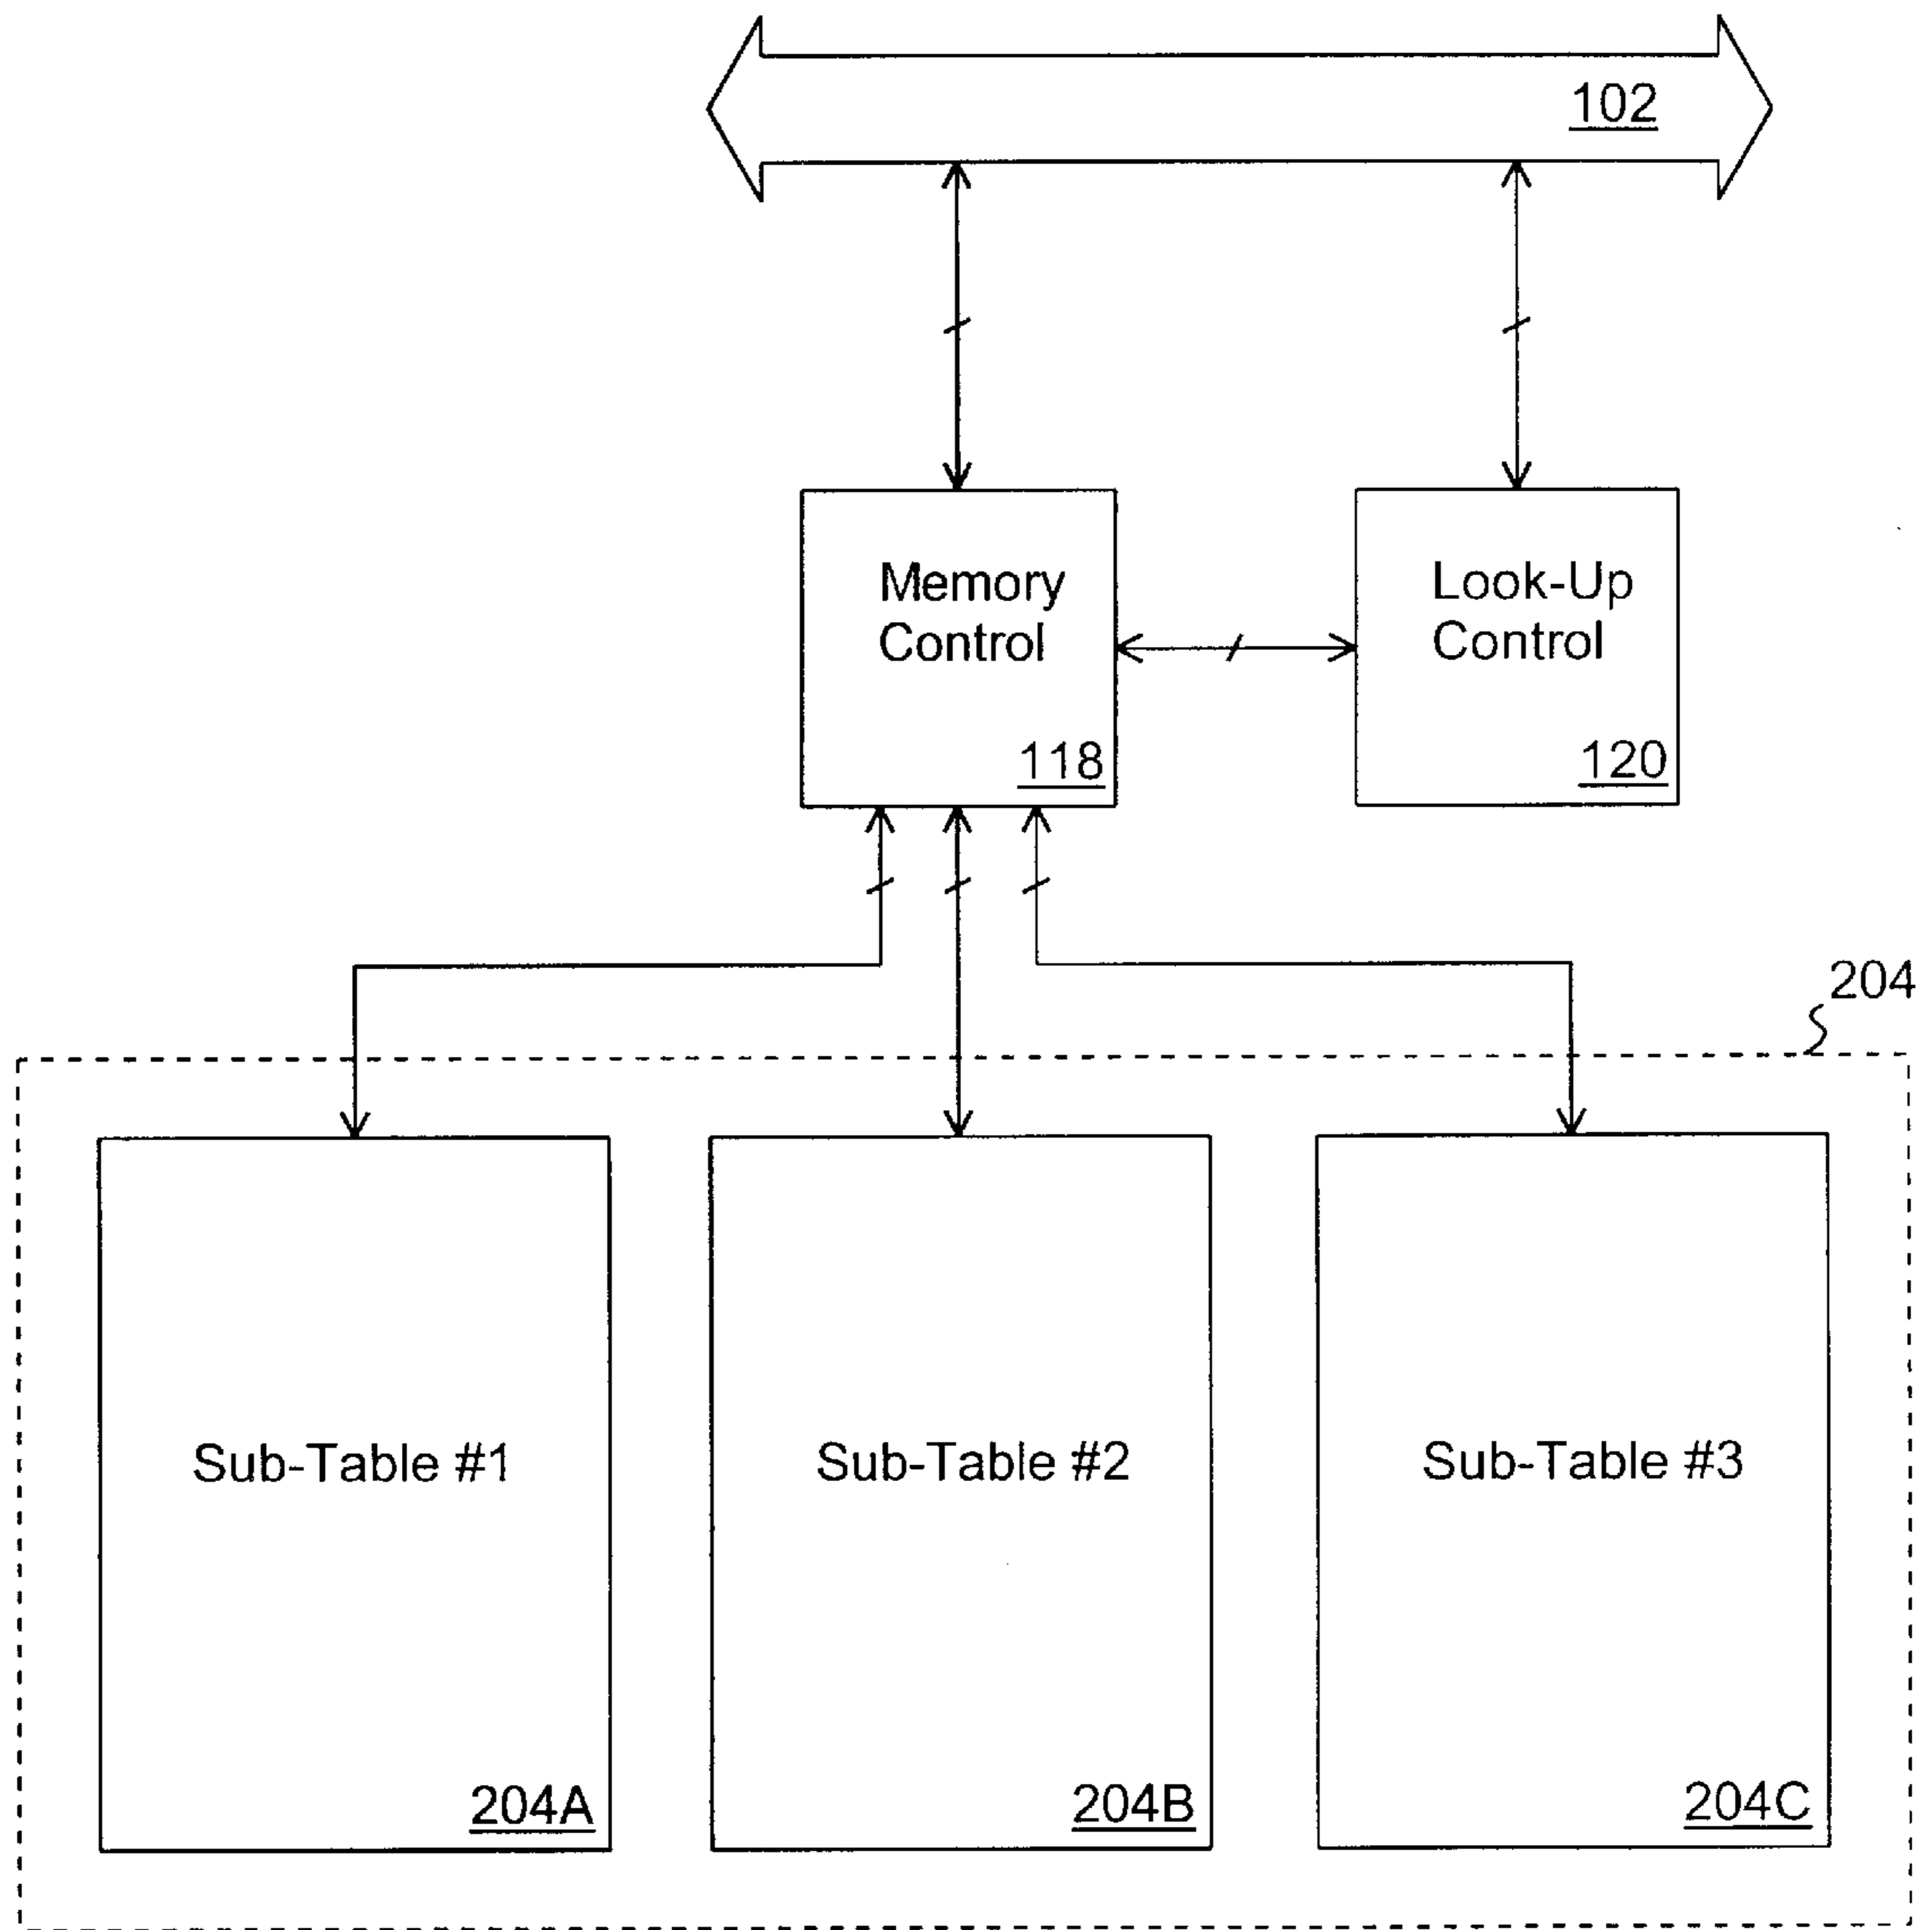 102
Memory
Control
118
Look-Up
Control
120
204
Sub-Table #1
204A
Sub-Table #2
204B
Sub-Table #3
204C